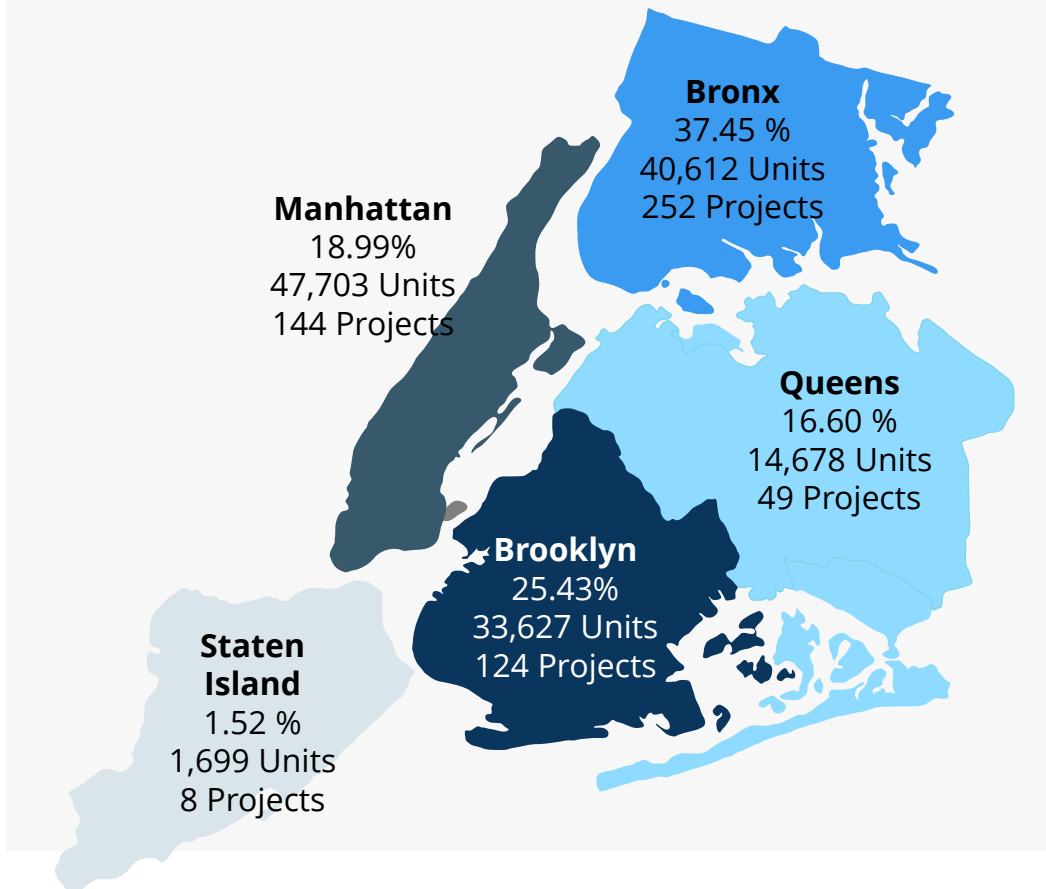 Bronx
37.45 %
40,612 Units
252 Projects
Manhattan
18.99%
47,703 Units
144 Projects
Queens
16.60 %
14,678 Units
49 Projects
Brooklyn
25.43%
33,627 Units
124 Projects
Staten
Island
1.52 %
1,699 Units
8 Projects